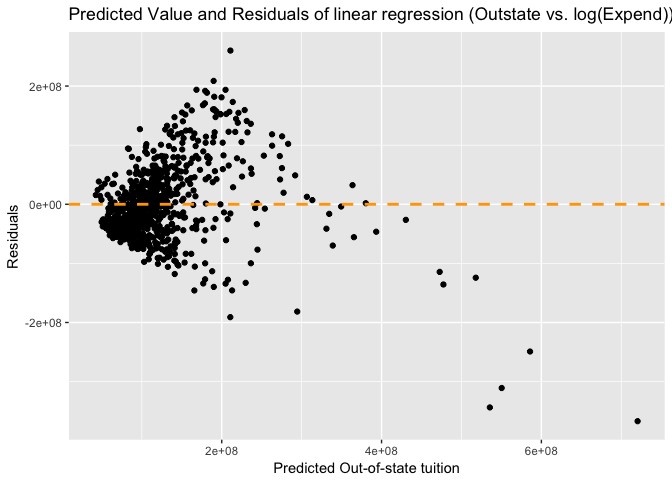 Predicted Value and Residuals of linear regression (Outstate vs. log(Expend))
2e+08
0e+00
-2e+08
Residuals
2e+08 4e+08 6e+08
Predicted Out-of-state tuition